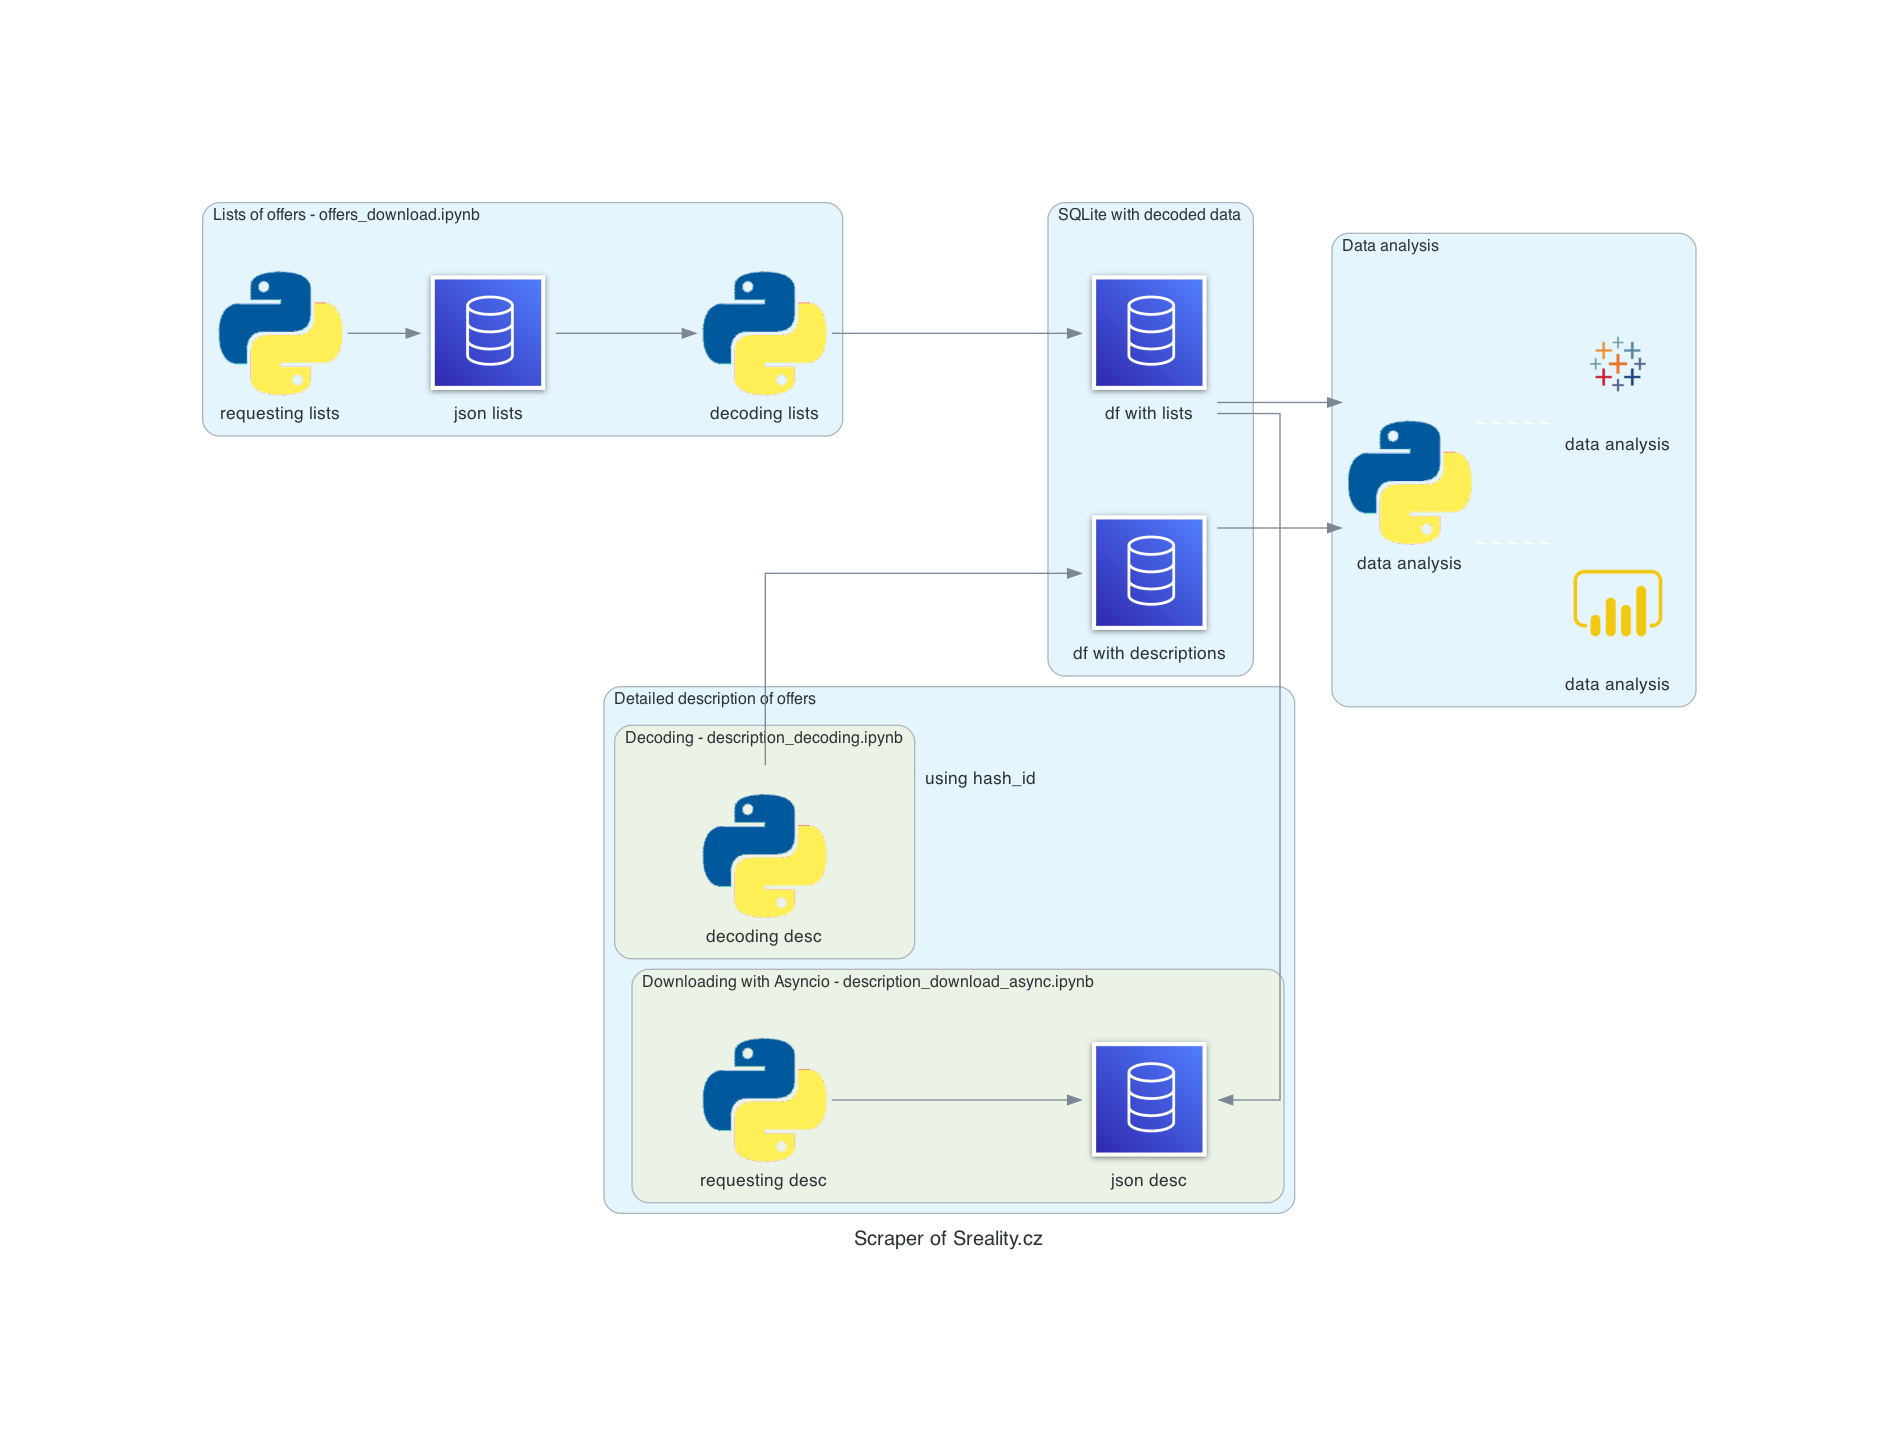 Lists of offers - offers_download.ipynb
requesting lists
json lists
decoding lists
SQLite with decoded data
df with lists
df with descriptions
Data analysis
data analysis
data analysis
data analysis
Detailed description of offers
Decoding - description_decoding.ipynb
using hash_id
decoding desc
Downloading with Asyncio - description_download_async.ipynb
requesting desc
json desc
Scraper of Sreality.cz